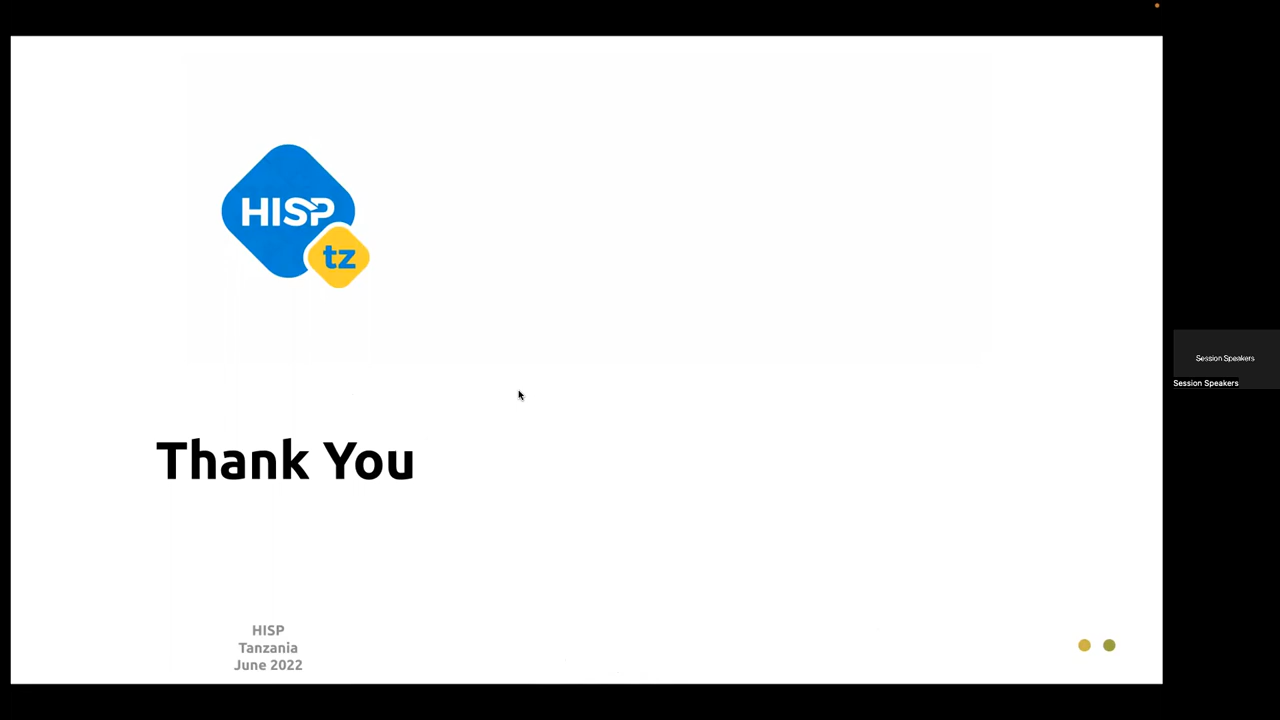 HISP
tz
Thank You
HISP
Tanzania
June 2022
Session Speakers
Session Speakers